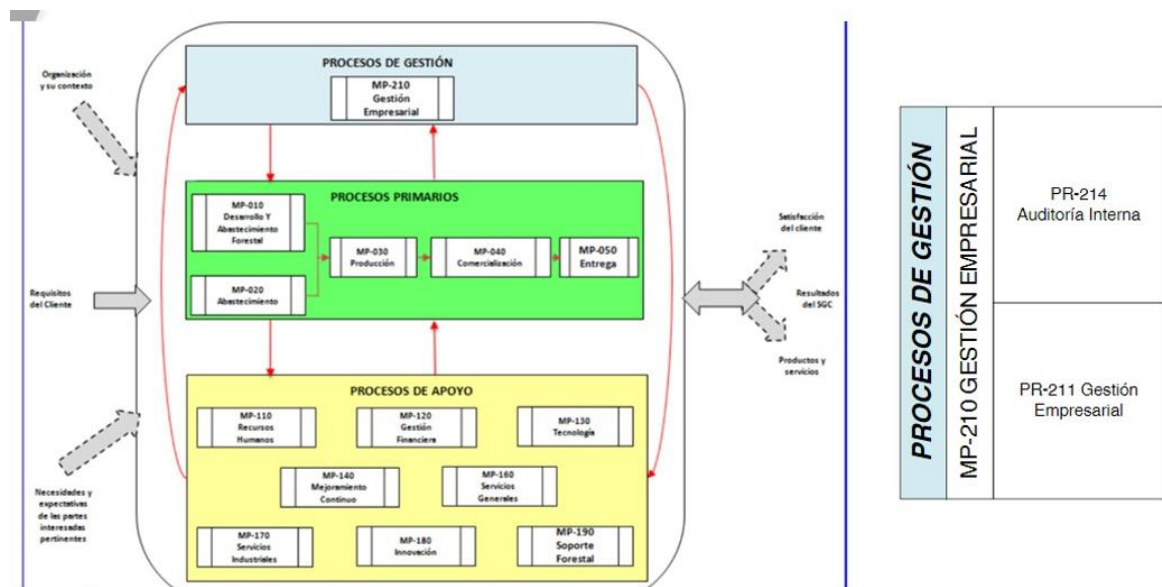 Organización
y su contexto
Requisitos
del Cliente
Necesidades y
expectativas
de las partes
interesadas
pertinentes
PROCESOS DE GESTIÓN
MP-210
Gestión
Empresarial
PROCESOS PRIMARIOS
MP-010
Desarrollo Y
Abastecimiento
Forestal
MP-020
Abastecimiento
MP-030
Producción
MP-040
Comercialización
MP-050
Entrega
PROCESOS DE APOYO
MP-110
Recursos
Humanos
MP-120
Gestión
Financiera
MP-130
Tecnología
MP-140
Mejoramiento
Continuo
MP-160
Servicios
Generales
MP-170
Servicios
Industriales
MP-180
Innovación
MP-190
Soporte
Forestal
Satisfacción
del cliente
Resultados
del SGC
Productos y
servicios
PROCESOS DE GESTIÓN
MP-210 GESTIÓN EMPRESARIAL
PR-214
Auditoría Interna
PR-211 Gestión
Empresarial